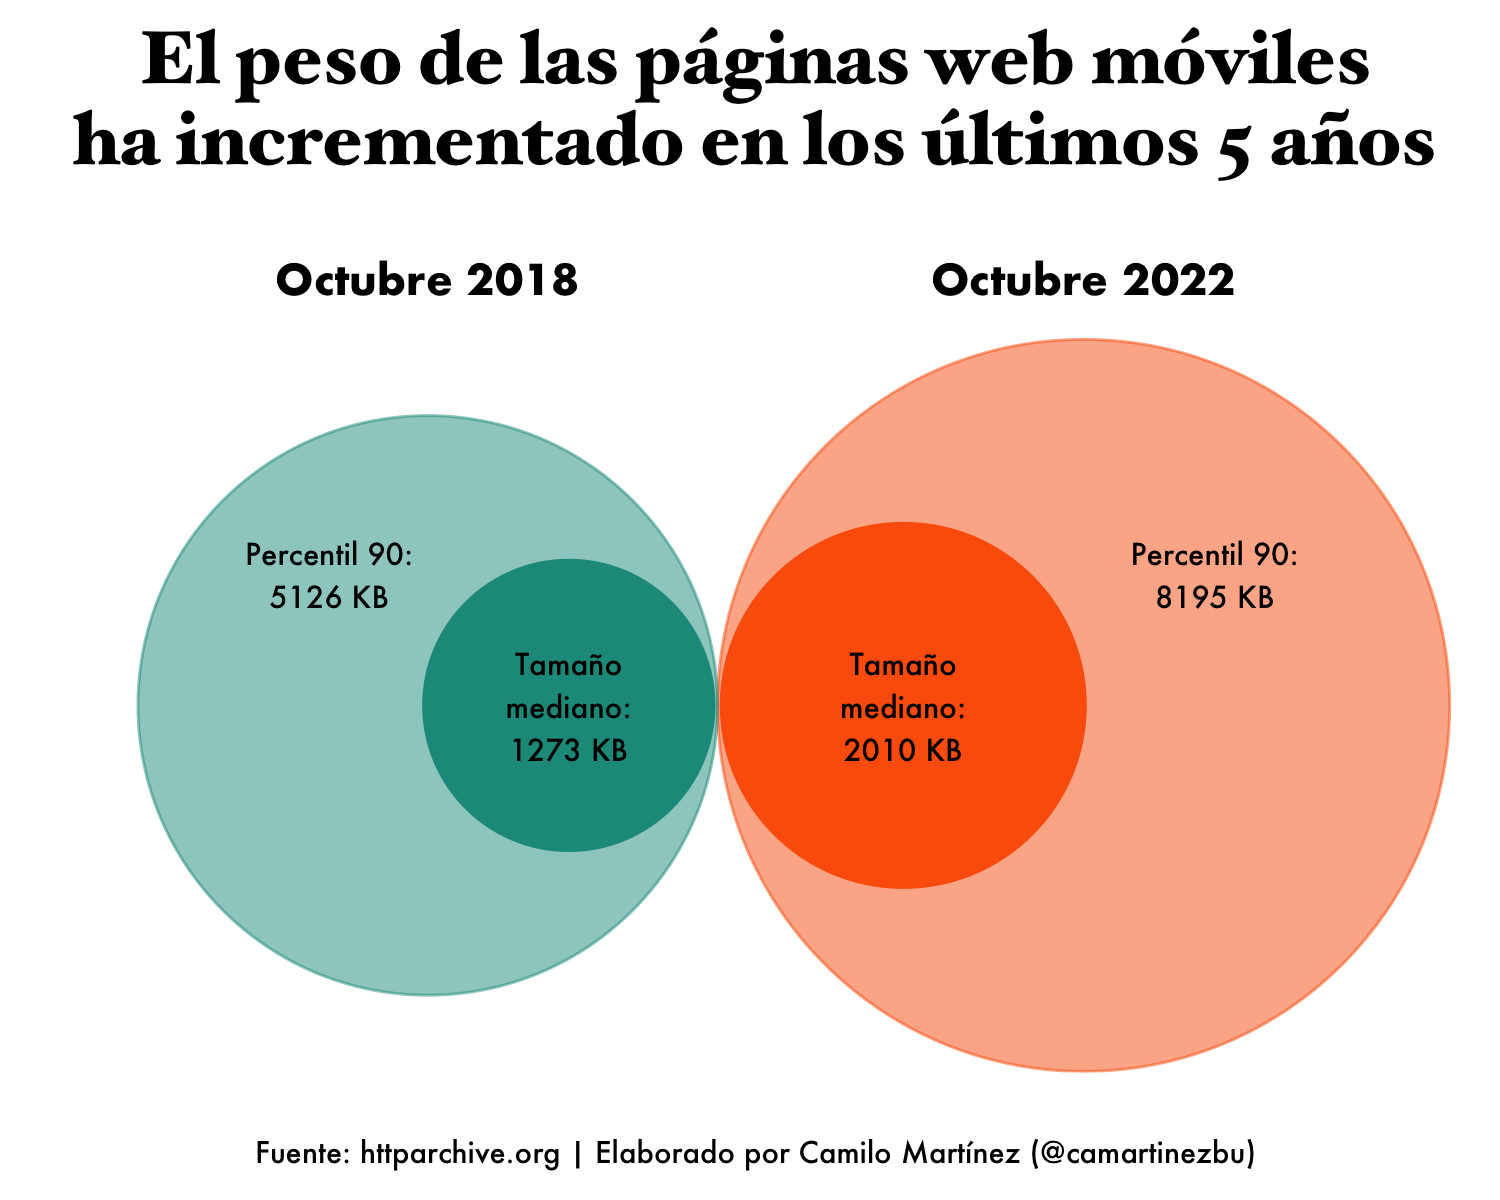 El peso de las páginas web móviles
ha incrementado en los últimos 5 años
Octubre 2018
Octubre 2022
Percentil 90:
5126 KB
Tamaño
mediano:
1273 KB
Tamaño
mediano:
2010 KB
Percentil 90:
8195 KB
Fuente: httparchive.org | Elaborado por Camilo Martínez (@camartinezbu)